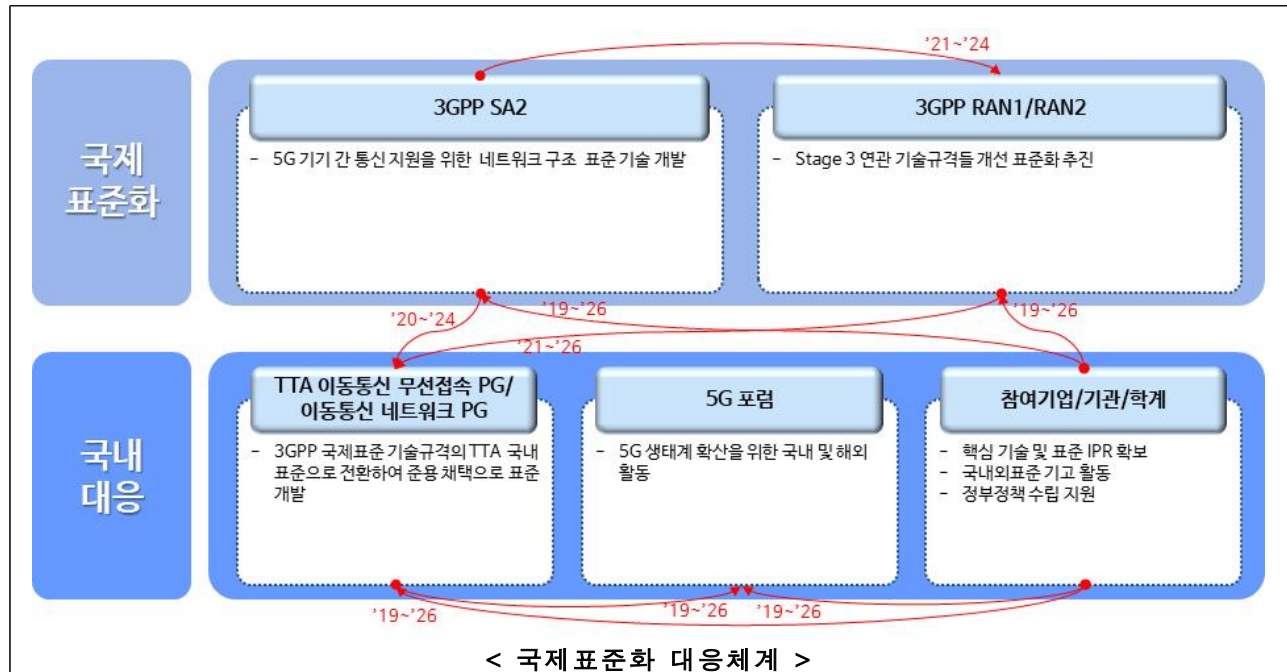 '21~'24
국제
표준화
3GPP SA2
- 5G 기기 간 통신 지원을 위한 네트워크 구조 표준 기술 개발
3GPP RAN1/RAN2
- Stage 3 연관 기술규격들 개선 표준화 추진
'20~'24
'19~'26
'19~'26
'21~'26
국내
대응
TTA 이동통신 무선접속 PG/
이동통신 네트워크 PG
- 3GPP 국제표준 기술규격의 TTA 국내
표준으로 전환하여 준용 채택으로 표준
개발
5G 포럼
- 5G 생태계 확산을 위한 국내 및 해외
활동
참여기업/기관/학계
- 핵심 기술 및 표준 IPR 확보
- 국내외표준 기고 활동
- 정부정책 수립 지원
'19~'26
'19~'26
'19~'26
< 국제표준화 대응체계 >